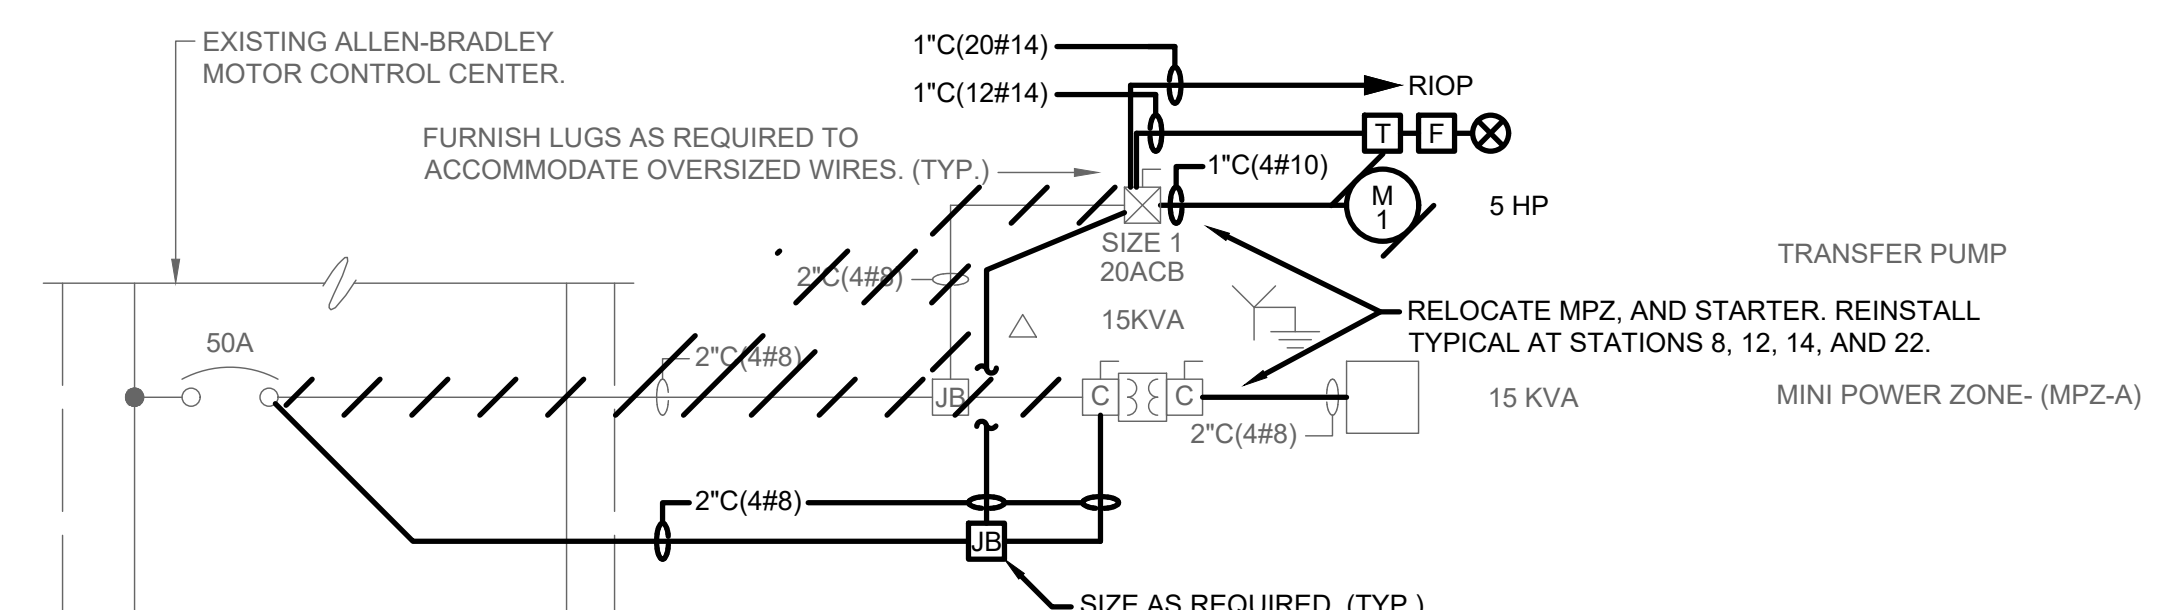 EXISTING ALLEN-BRADLEY
MOTOR CONTROL CENTER.
1"C(20#14)
1"C(12#14)
RIOP
T
F
FURNISH LUGS AS REQUIRED TO
ACCOMMODATE OVERSIZED WIRES. (TYP.)
1"C(4#10)
M
1
5 HP
SIZE 1
20ACB
TRANSFER PUMP
2"C(4#8)
15KVA
RELOCATE MPZ, AND STARTER. REINSTALL
TYPICAL AT STATIONS 8, 12, 14, AND 22.
50A
2"C(4#8)
JB
C
C
15 KVA
MINI POWER ZONE- (MPZ-A)
2"C(4#8)
2"C(4#8)
JB
SIZE AS REQUIRED. (TYP.)